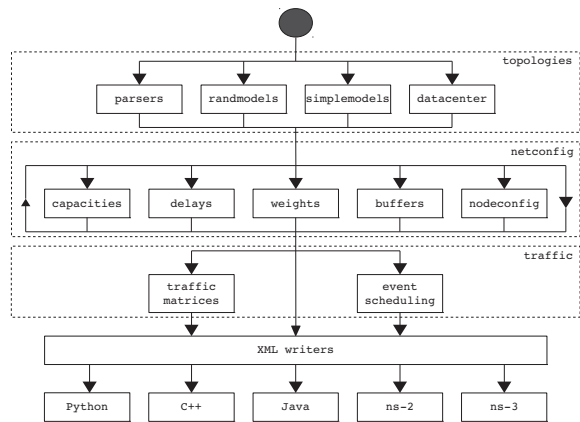 topologies
parsers
randmodels
simplemodels
datacenter
netconfig
capacities
delays
weights
buffers
nodeconfig
traffic
traffic
matrices
event
scheduling
XML writers
Python
C++
Java
ns-2
ns-3